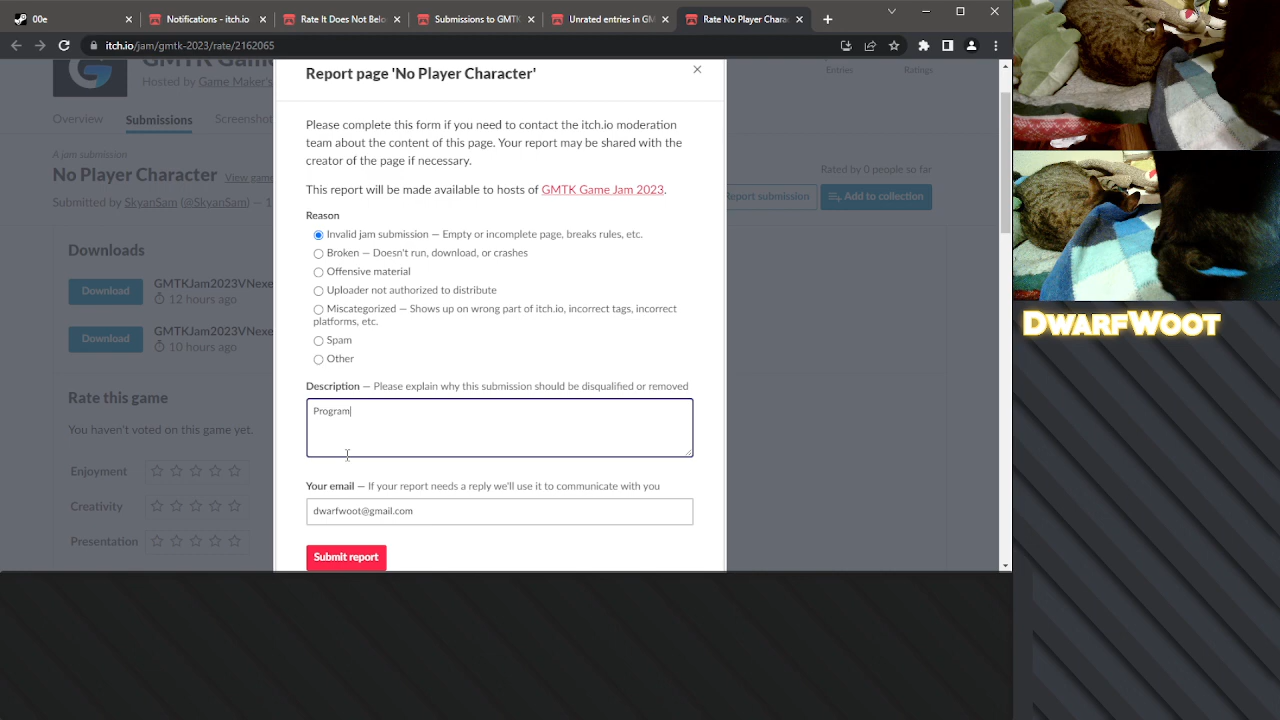 00e
Notifications - itch.io
Rate It Does Not Belo
Submissions to GMTK
Unrated entries in GM
Rate No Player Charac
itch.io/jam/gmtk-2023/rate/2162065
GMTK Gam
Hosted by Game Maker's
Entries
Ratings
Overview
Submissions
Screenshot
A jam submission
No Player Character View game
Submitted by SkyanSam (@SkyanSam) — 1
Rated by 0 people so far
Report submission
Add to collection
Downloads
Download
GMTKJam2023VNexe
12 hours ago
Download
GMTKJam2023VNexe
10 hours ago
Rate this game
You haven't voted on this game yet.
Enjoyment
Creativity
Presentation
Report page 'No Player Character'
Please complete this form if you need to contact the itch.io moderation
team about the content of this page. Your report may be shared with the
creator of the page if necessary.
This report will be made available to hosts of GMTK Game Jam 2023.
Reason
Invalid jam submission — Empty or incomplete page, breaks rules, etc.
Broken — Doesn't run, download, or crashes
Offensive material
Uploader not authorized to distribute
Miscategorized — Shows up on wrong part of itch.io, incorrect tags, incorrect
platforms, etc.
Spam
Other
Description — Please explain why this submission should be disqualified or removed
Program
Your email — If your report needs a reply we'll use it to communicate with you
dwarfwoot@gmail.com
Submit report
DwarfWoot